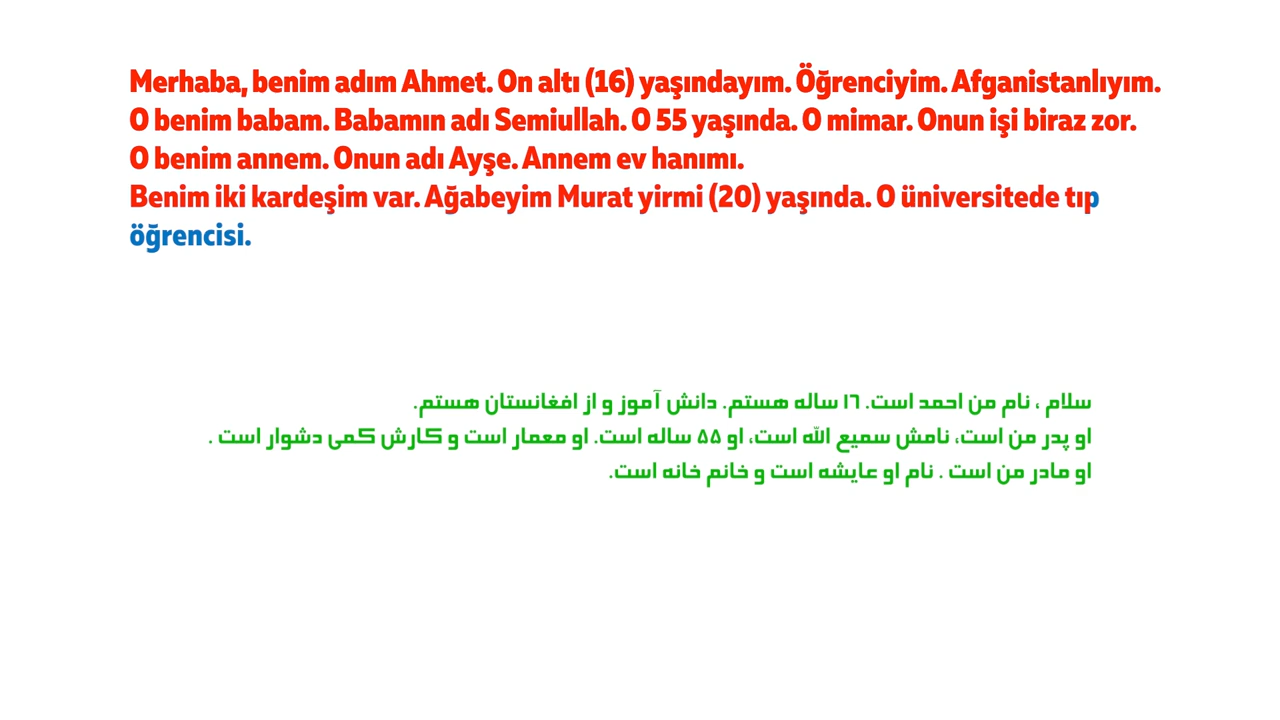 Merhaba, benim adım Ahmet. On altı (16) yaşındayım. Öğrenciyim. Afganistanlıyım.
O benim babam. Babamın adı Semiullah. O 55 yaşında. O mimar. Onun işi biraz zor.
O benim annem. Onun adı Ayşe. Annem ev hanımı.
Benim iki kardeşim var. Ağabeyim Murat yirmi (20) yaşında. O üniversitede tıp
öğrencisi.
سلام ، نام من احمد است. ۱۶ ساله هستم. دانش آموز و از افغانستان هستم.
او پدر من است، نامش سمیع الله است، او ۵۵ ساله است. او معمار است و کارش کمی دشوار است .
او مادر من است . نام او عایشه است و خانم خانه است.